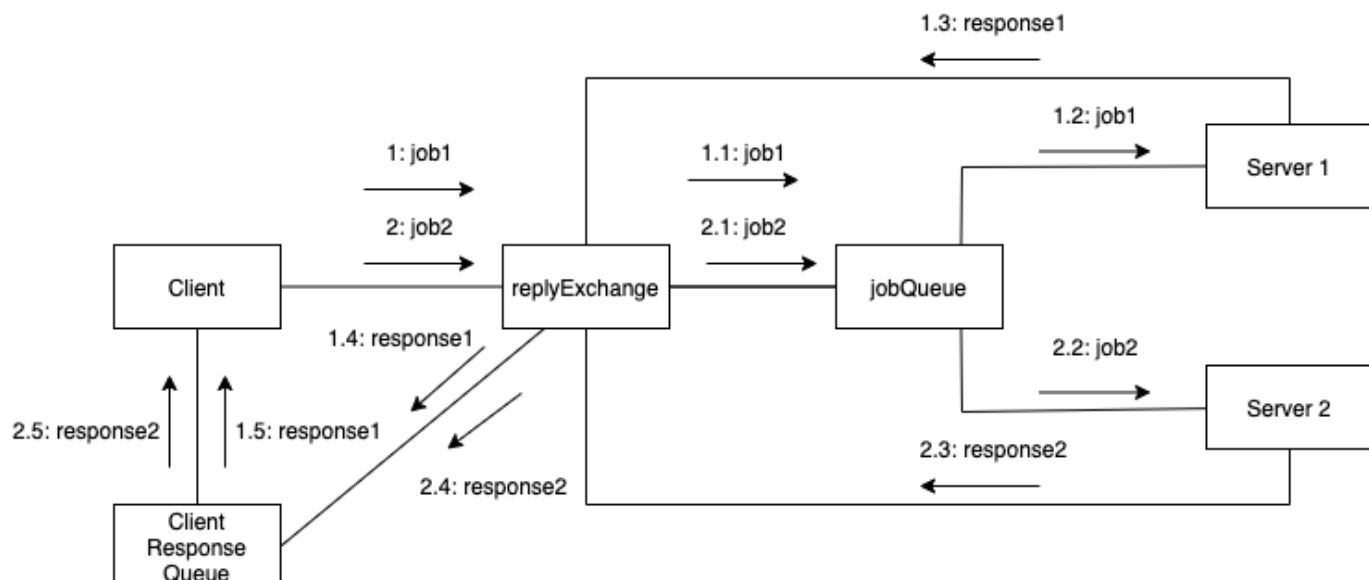 1.3: response1
1.2: job1
1: job1
1.1: job1
Server 1
2: job2
2.1: job2
Client
replyExchange
jobQueue
1.4: response1
2.2: job2
Server 2
2.5: response2
1.5: response1
2.3: response2
2.4: response2
Client
Response
Queue